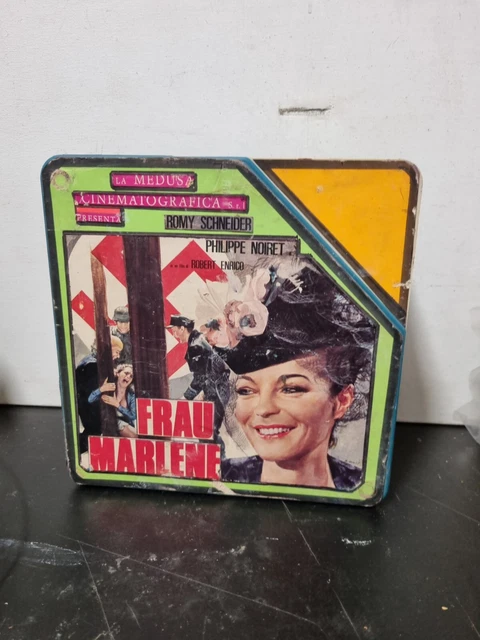 LA MEDUSA
CINEMATOGRAFICA
PRESENTA
ROMY SCHNEIDER
PHILIPPE NOIRET
ROBERT ENRICO
FRAU
MARLENE